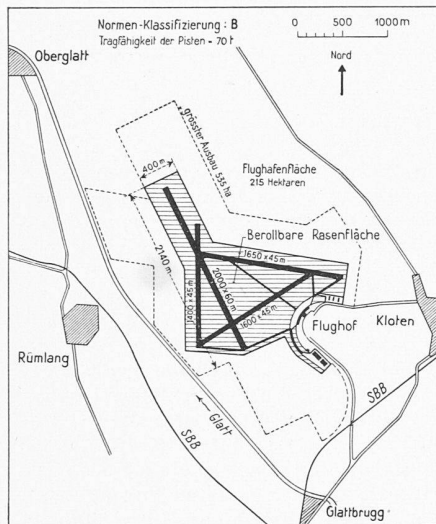 Normen-Klassifizierung: B
Tragfähigkeit der Pisten - 70 t
0 500 1000 m
Nord
Oberglatt
grösster Ausbau 535 ha
400 m
Flughafenfläche
215 Hektaren
Berollbare Rasenfläche
1650 x 45 m
2140 m
2000 x 60 m
1400 x 45 m
1600 x 45 m
Flughof
Kloten
Rümlang
Glatt
SBB
SBB
Glattbrugg